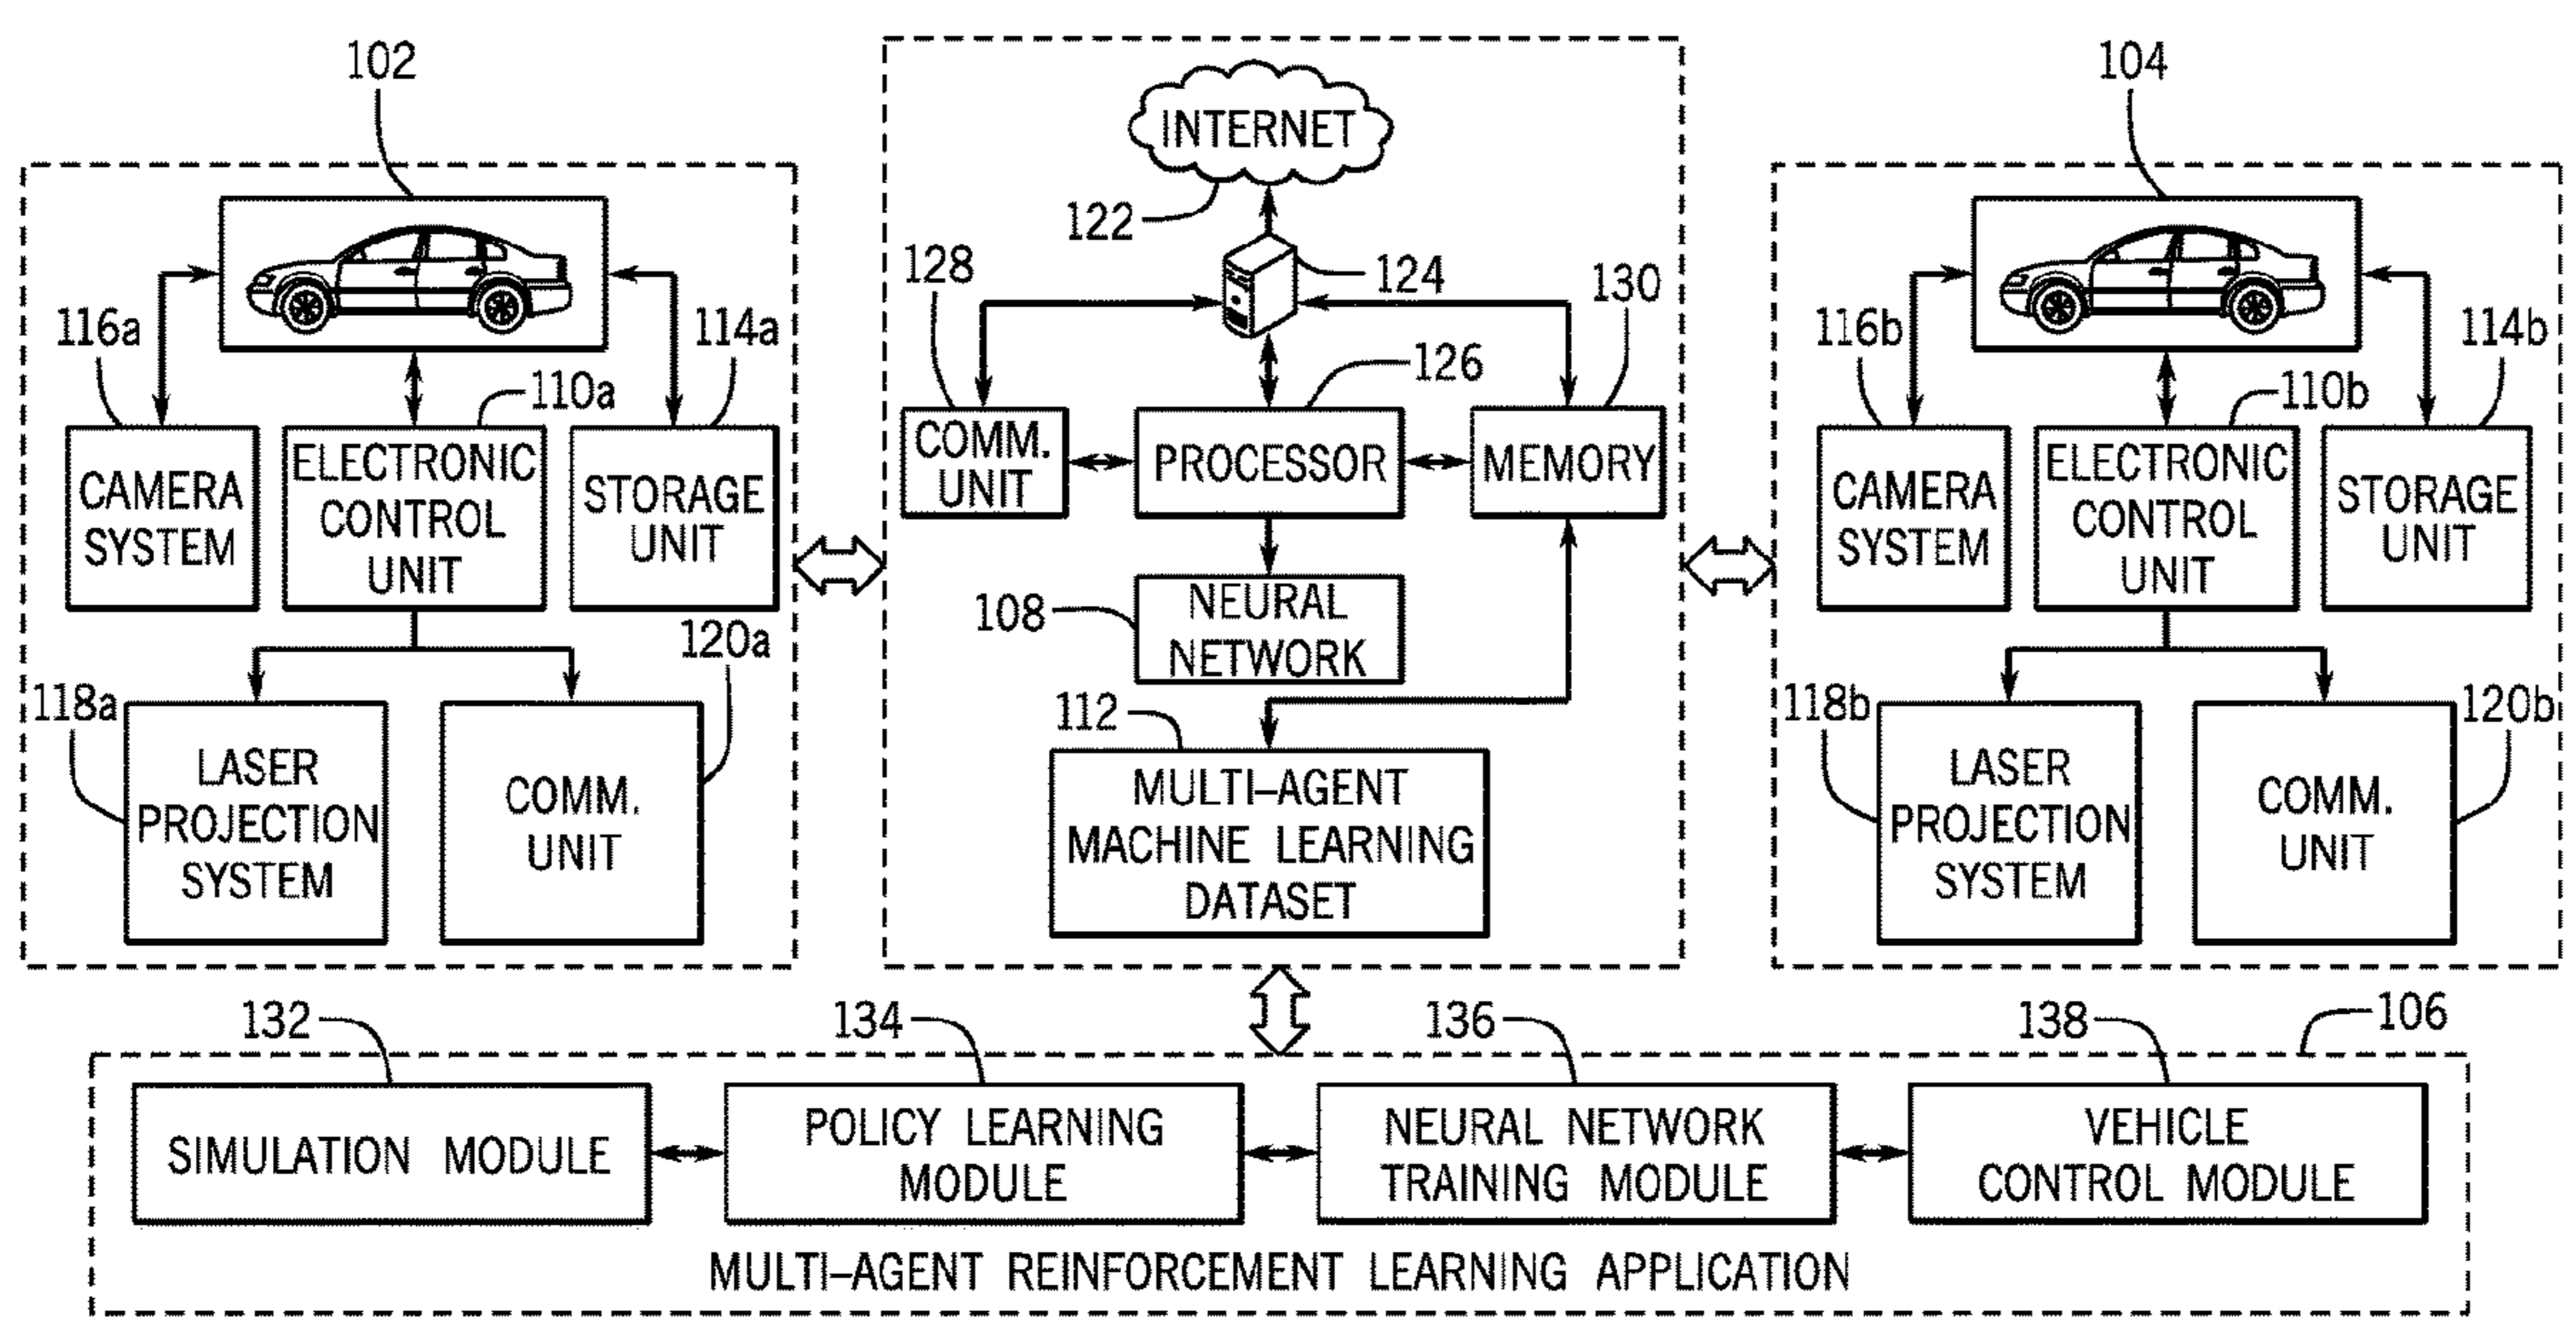 102
116a
110a
114a
CAMERA
SYSTEM
ELECTRONIC
CONTROL
UNIT
STORAGE
UNIT
118a
120a
LASER
PROJECTION
SYSTEM
COMM.
UNIT
INTERNET
122
124
128
130
126
COMM.
UNIT
PROCESSOR
MEMORY
108
NEURAL
NETWORK
112
MULTI–AGENT
MACHINE LEARNING
DATASET
104
116b
110b
114b
CAMERA
SYSTEM
ELECTRONIC
CONTROL
UNIT
STORAGE
UNIT
118b
120b
LASER
PROJECTION
SYSTEM
COMM.
UNIT
132
134
136
138
106
SIMULATION MODULE
POLICY LEARNING
MODULE
NEURAL NETWORK
TRAINING MODULE
VEHICLE
CONTROL MODULE
MULTI–AGENT REINFORCEMENT LEARNING APPLICATION